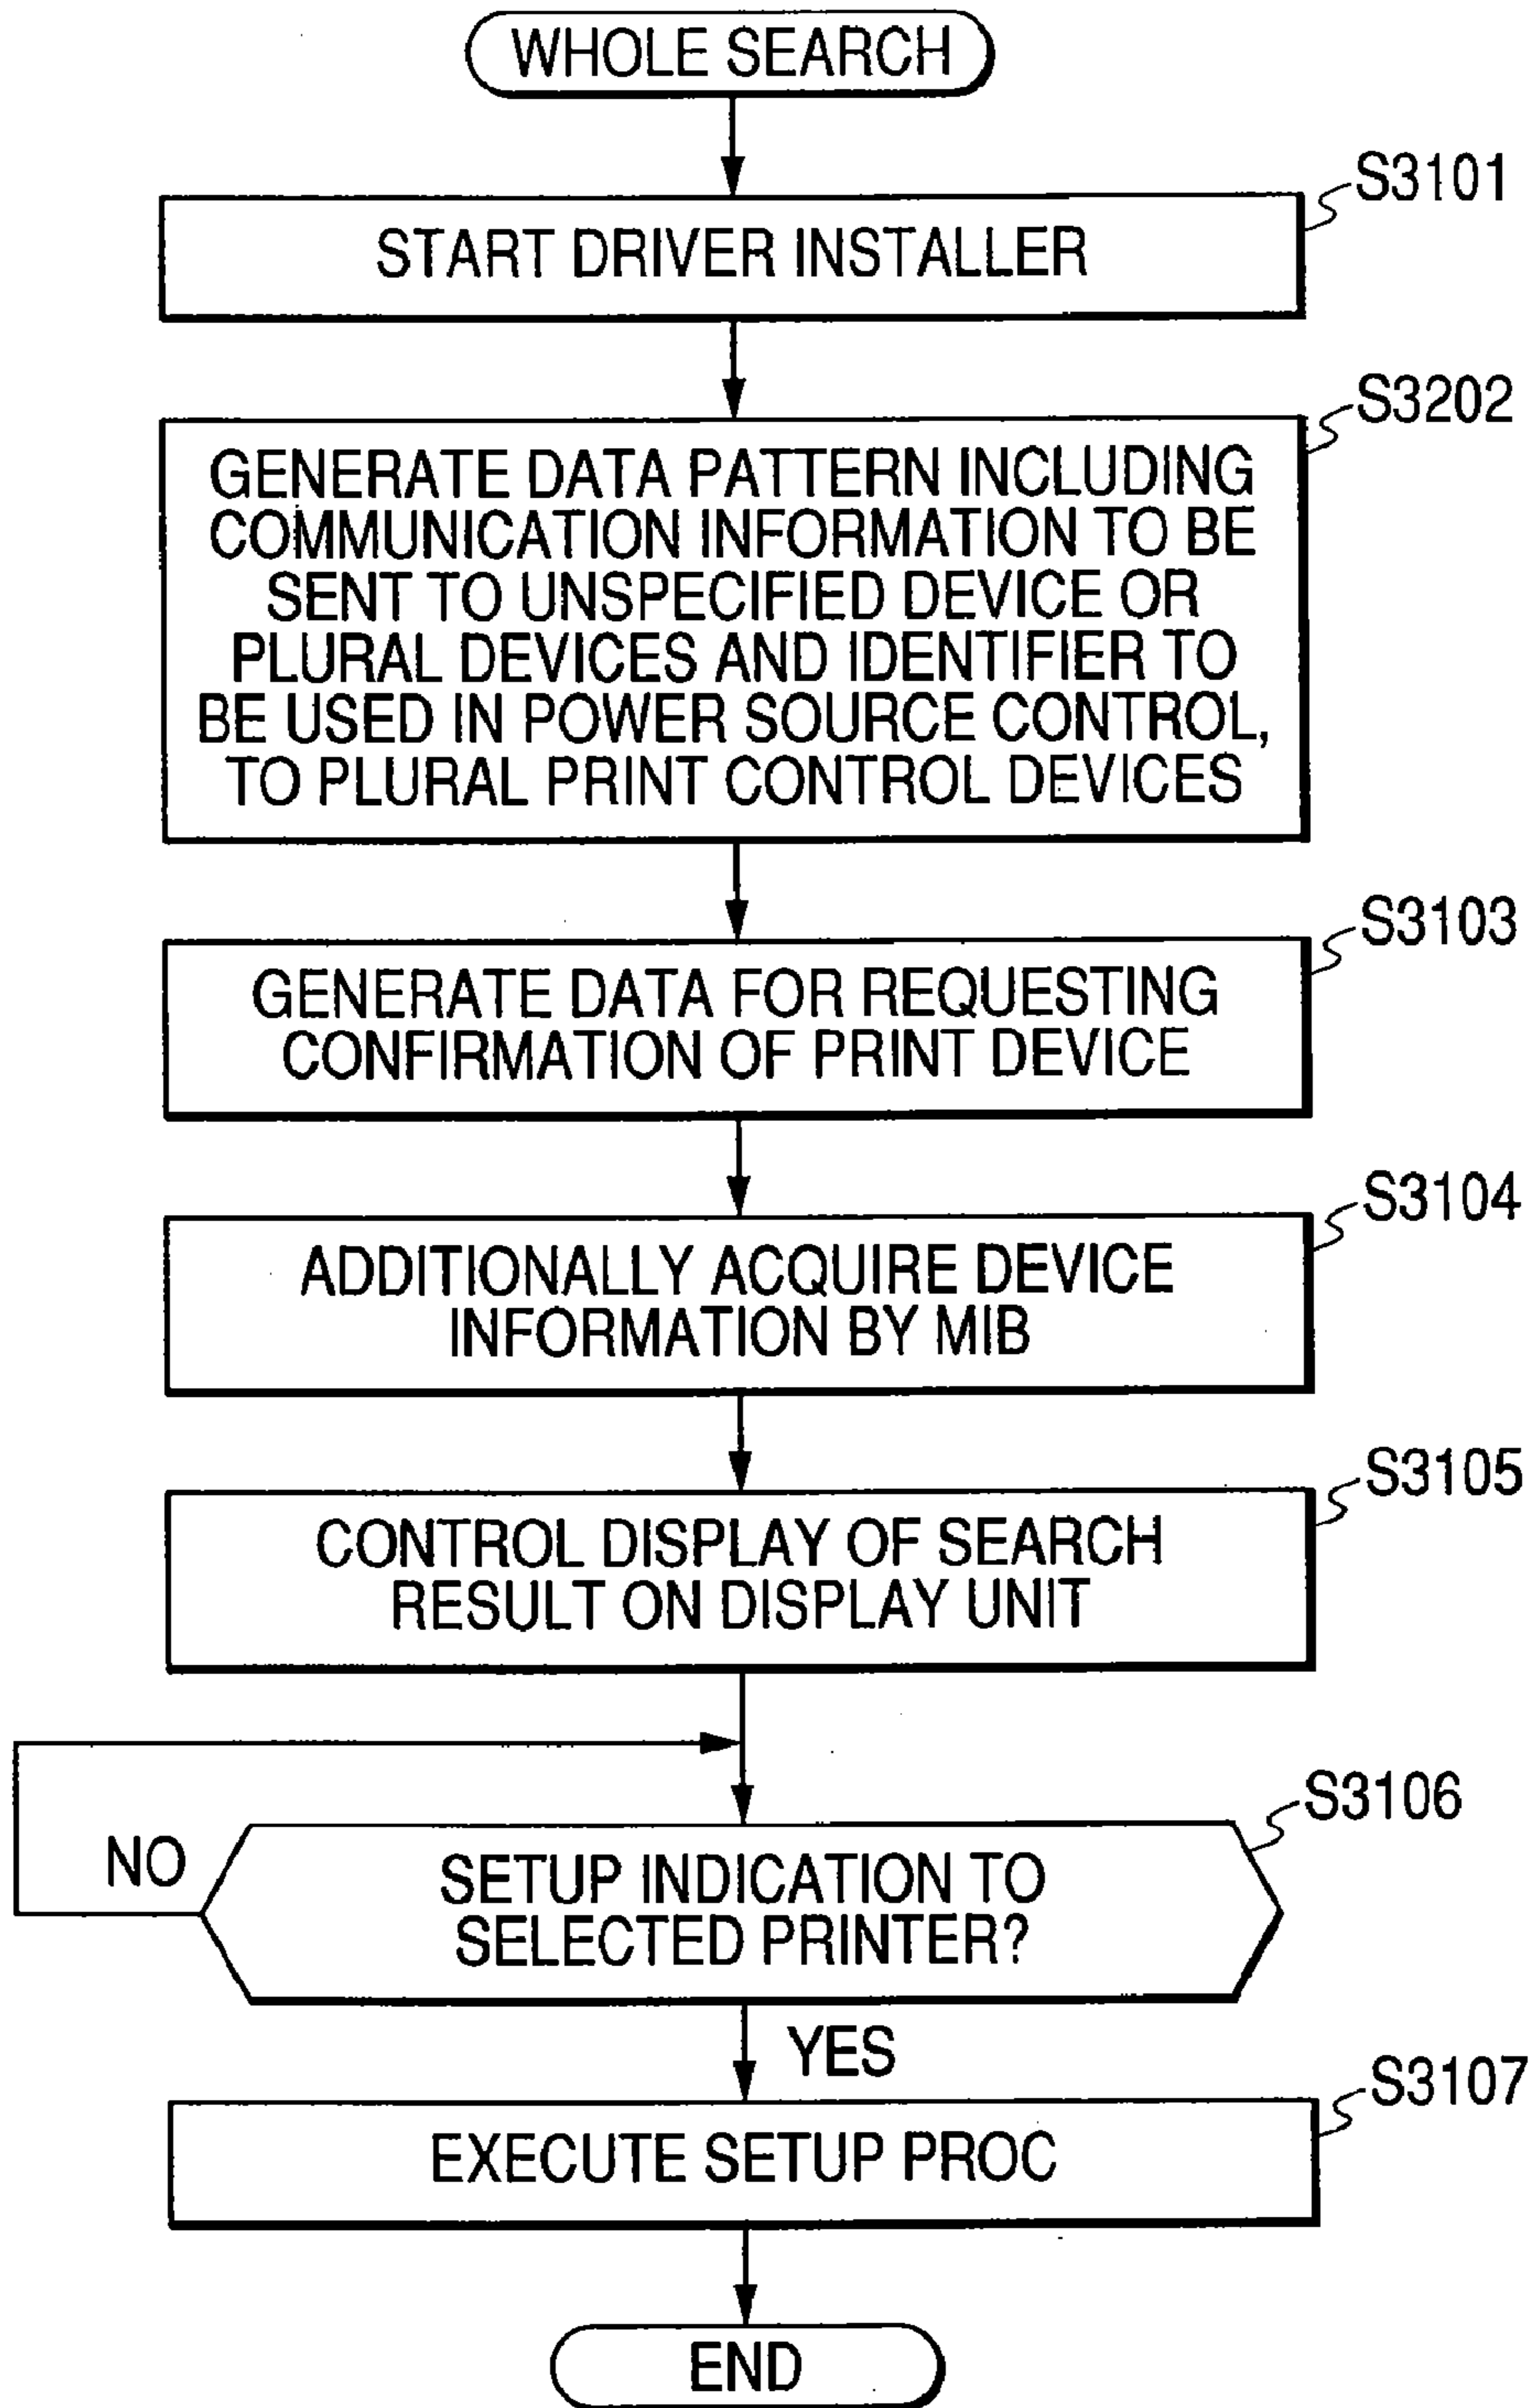 WHOLE SEARCH
S3101
START DRIVER INSTALLER
S3202
GENERATE DATA PATTERN INCLUDING
COMMUNICATION INFORMATION TO BE
SENT TO UNSPECIFIED DEVICE OR
PLURAL DEVICES AND IDENTIFIER TO
BE USED IN POWER SOURCE CONTROL,
TO PLURAL PRINT CONTROL DEVICES
S3103
GENERATE DATA FOR REQUESTING
CONFIRMATION OF PRINT DEVICE
S3104
ADDITIONALLY ACQUIRE DEVICE
INFORMATION BY MIB
S3105
CONTROL DISPLAY OF SEARCH
RESULT ON DISPLAY UNIT
S3106
NO
SETUP INDICATION TO
SELECTED PRINTER?
YES
S3107
EXECUTE SETUP PROC
END